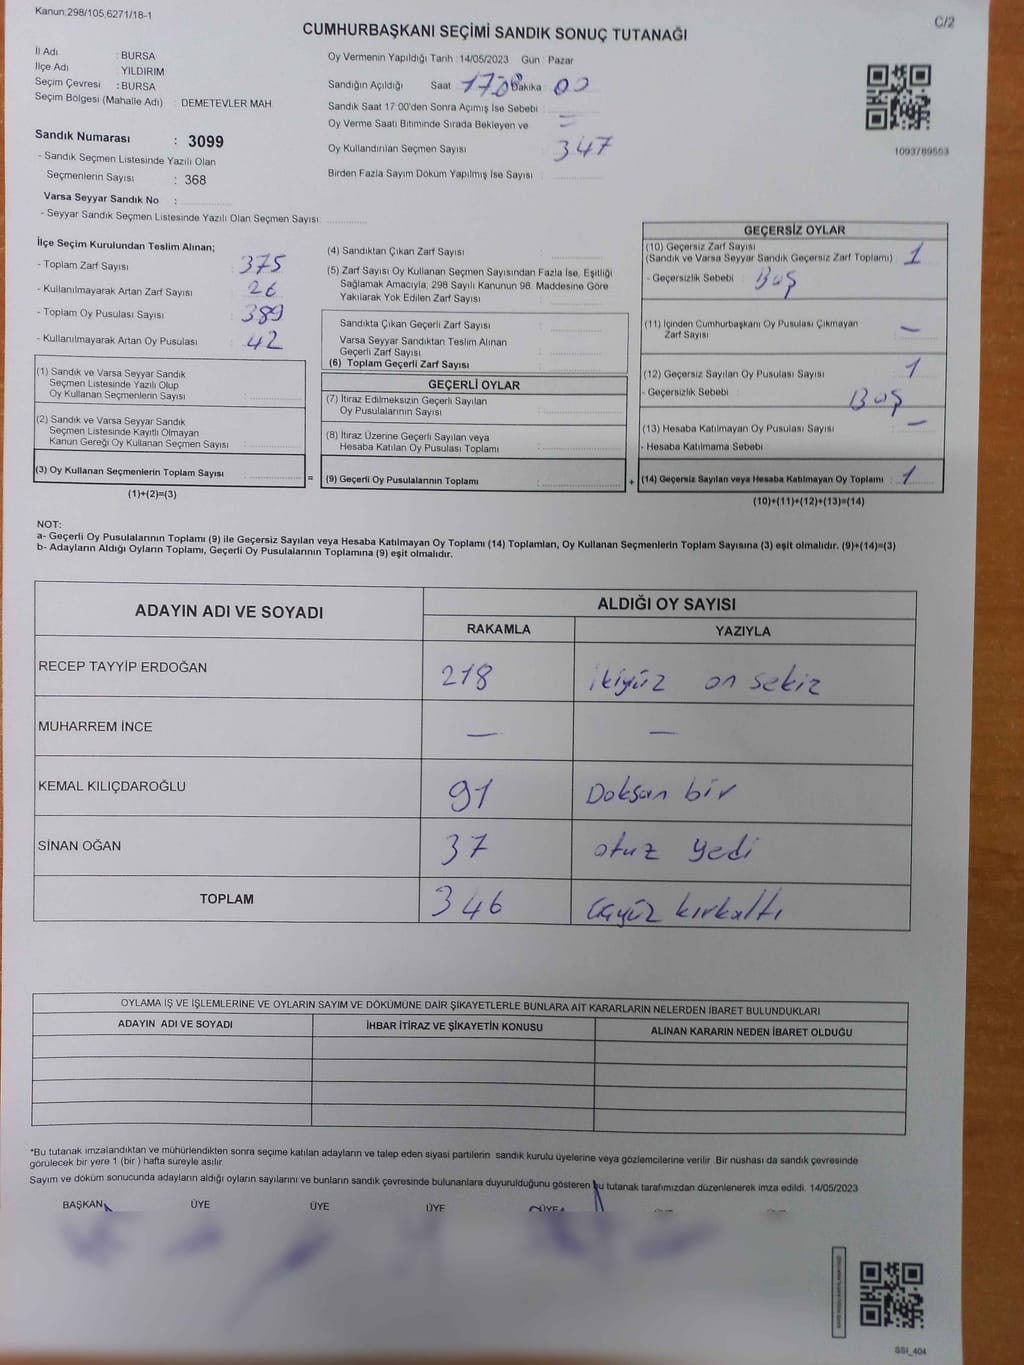 Kanun,298/105,6271/18-1
C/2
CUMHURBAŞKANI SEÇİMİ SANDIK SONUÇ TUTANAĞI
İl Adı : BURSA
İlçe Adı : YILDIRIM
Seçim Çevresi : BURSA
Seçim Bölgesi (Mahalle Adı) : DEMETEVLER MAH.
Oy Vermenin Yapıldığı Tarih :14/05/2023 Gün : Pazar
Sandığın Açıldığı Saat Dakika 00
Sandık Saat 17:00'den Sonra Açımış İse Sebebi :
Oy Verme Saati Bitiminde Sırada Bekleyen ve
Oy Kullandırılan Seçmen Sayısı 347
Birden Fazla Sayım Döküm Yapılmış İse Sayısı :
1093789553
Sandık Numarası : 3099
- Sandık Seçmen Listesinde Yazılı Olan
Seçmenlerin Sayısı : 368
Varsa Seyyar Sandık No :
- Seyyar Sandık Seçmen Listesinde Yazılı Olan Seçmen Sayısı:
İlçe Seçim Kurulundan Teslim Alınan;
- Toplam Zarf Sayısı : 375
- Kullanılmayarak Artan Zarf Sayısı : 26
- Toplam Oy Pusulası Sayısı : 389
- Kullanılmayarak Artan Oy Pusulası : 42
(1) Sandık ve Varsa Seyyar Sandık
Seçmen Listesinde Yazılı Olup
Oy Kullanan Seçmenlerin Sayısı :
(2) Sandık ve Varsa Seyyar Sandık
Seçmen Listesinde Kayıtlı Olmayan
Kanun Gereği Oy Kullanan Seçmen Sayısı :
(3) Oy Kullanan Seçmenlerin Toplam Sayısı :
(1)+(2)=(3)
=
(4) Sandıktan Çıkan Zarf Sayısı :
(5) Zarf Sayısı Oy Kullanan Seçmen Sayısından Fazla İse, Eşitliği
Sağlamak Amacıyla, 298 Sayılı Kanunun 98. Maddesine Göre
Yakılarak Yok Edilen Zarf Sayısı :
Sandıkta Çıkan Geçerli Zarf Sayısı :
Varsa Seyyar Sandıktan Teslim Alınan
Geçerli Zarf Sayısı :
(6) Toplam Geçerli Zarf Sayısı :
GEÇERLİ OYLAR
(7) İtiraz Edilmeksizin Geçerli Sayılan
Oy Pusulalarının Sayısı :
(8) İtiraz Üzerine Geçerli Sayılan veya
Hesaba Katılan Oy Pusulası Toplamı :
(9) Geçerli Oy Pusulalarının Toplamı :
+
GEÇERSİZ OYLAR
(10) Geçersiz Zarf Sayısı
(Sandık ve Varsa Seyyar Sandık Geçersiz Zarf Toplamı) : 1
- Geçersizlik Sebebi : Boş
(11) İçinden Cumhurbaşkanı Oy Pusulası Çıkmayan
Zarf Sayısı : —
(12) Geçersiz Sayılan Oy Pusulası Sayısı : 1
- Geçersizlik Sebebi : Boş
(13) Hesaba Katılmayan Oy Pusulası Sayısı : —
- Hesaba Katılmama Sebebi :
(14) Geçersiz Sayılan veya Hesaba Katılmayan Oy Toplamı : 1
(10)+(11)+(12)+(13)=(14)
NOT:
a- Geçerli Oy Pusulalarının Toplamı (9) ile Geçersiz Sayılan veya Hesaba Katılmayan Oy Toplamı (14) Toplamları, Oy Kullanan Seçmenlerin Toplam Sayısına (3) eşit olmalıdır. (9)+(14)=(3)
b- Adayların Aldığı Oyların Toplamı, Geçerli Oy Pusulalarının Toplamına (9) eşit olmalıdır.
ADAYIN ADI VE SOYADI ALDIĞI OY SAYISI
RAKAMLA YAZIYLA
RECEP TAYYİP ERDOĞAN 218 ikiyüz on sekiz
MUHARREM İNCE — —
KEMAL KILIÇDAROĞLU 91 Doksan bir
SİNAN OĞAN 37 otuz yedi
TOPLAM 346 üçyüz kırkaltı
OYLAMA İŞ VE İŞLEMLERİNE VE OYLARIN SAYIM VE DÖKÜMÜNE DAİR ŞİKAYETLERLE BUNLARA AİT KARARLARIN NELERDEN İBARET BULUNDUKLARI
ADAYIN ADI VE SOYADI İHBAR İTİRAZ VE ŞİKAYETİN KONUSU ALINAN KARARIN NEDEN İBARET OLDUĞU
*Bu tutanak imzalandıktan ve mühürlendikten sonra seçime katılan adayların ve talep eden siyasi partilerin sandık kurulu üyelerine veya gözlemcilerine verilir. Bir nüshası da sandık çevresinde
görülecek bir yere 1 (bir ) hafta süreyle asılır.
Sayım ve döküm sonucunda adayların aldığı oyların sayılarını ve bunların sandık çevresinde bulunanlara duyurulduğunu gösteren bu tutanak tarafımızdan düzenlenerek imza edildi. 14/05/2023
BAŞKAN ÜYE ÜYE ÜYE ÜYE
SSI_404